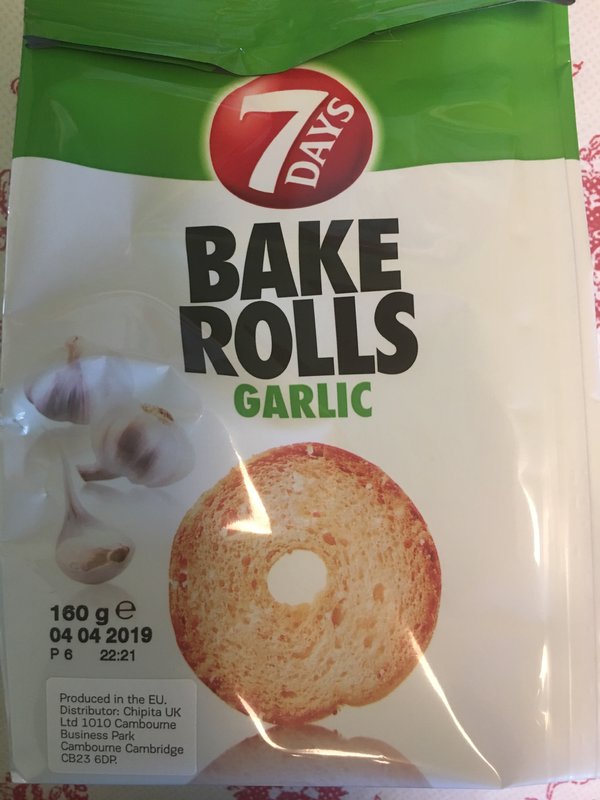 7
DAYS
BAKE
ROLLS
GARLIC
160 g e
04 04 2019
P 6 22:21
Produced in the EU.
Distributor: Chipita UK
Ltd 1010 Cambourne
Business Park
Cambourne Cambridge
CB23 6DP.